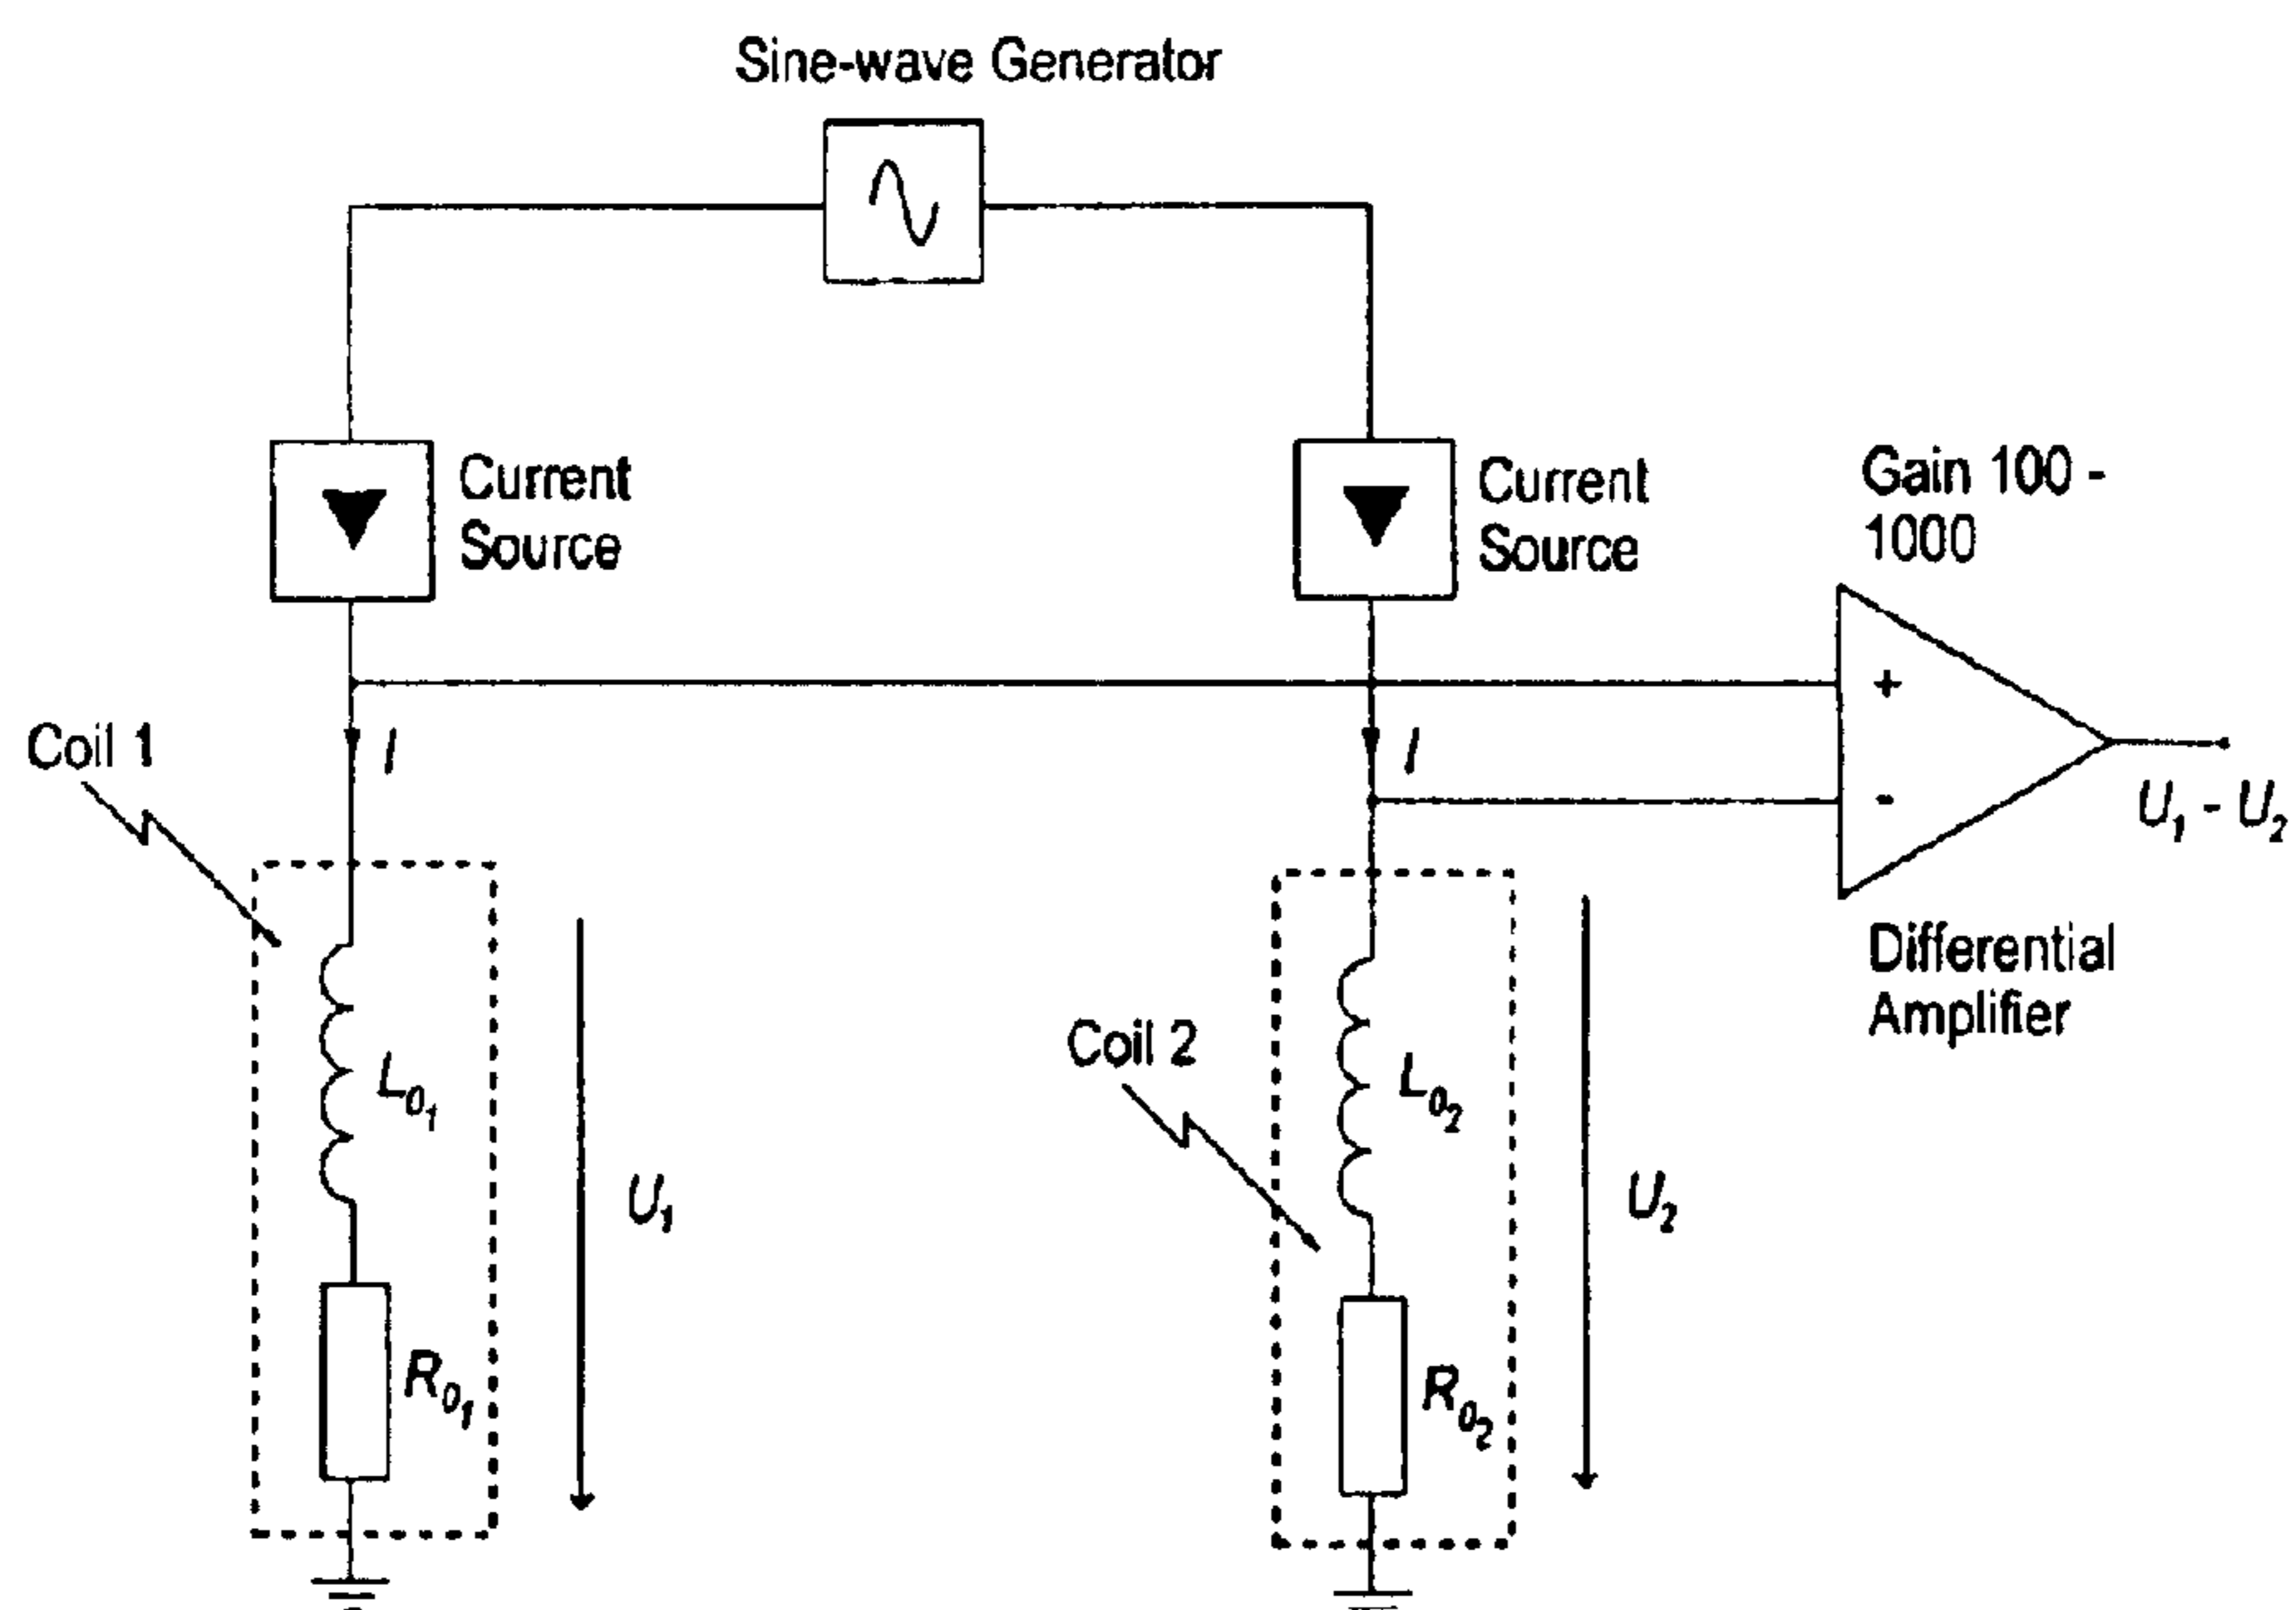 Sine-wave Generator
Current
Source
Current
Source
Gain 100 -
1000
+
-
I
I
Coil 1
U₁ - U₂
Differential
Amplifier
L₀₁
Coil 2
L₀₂
U₁
U₂
R₀₁
R₀₂